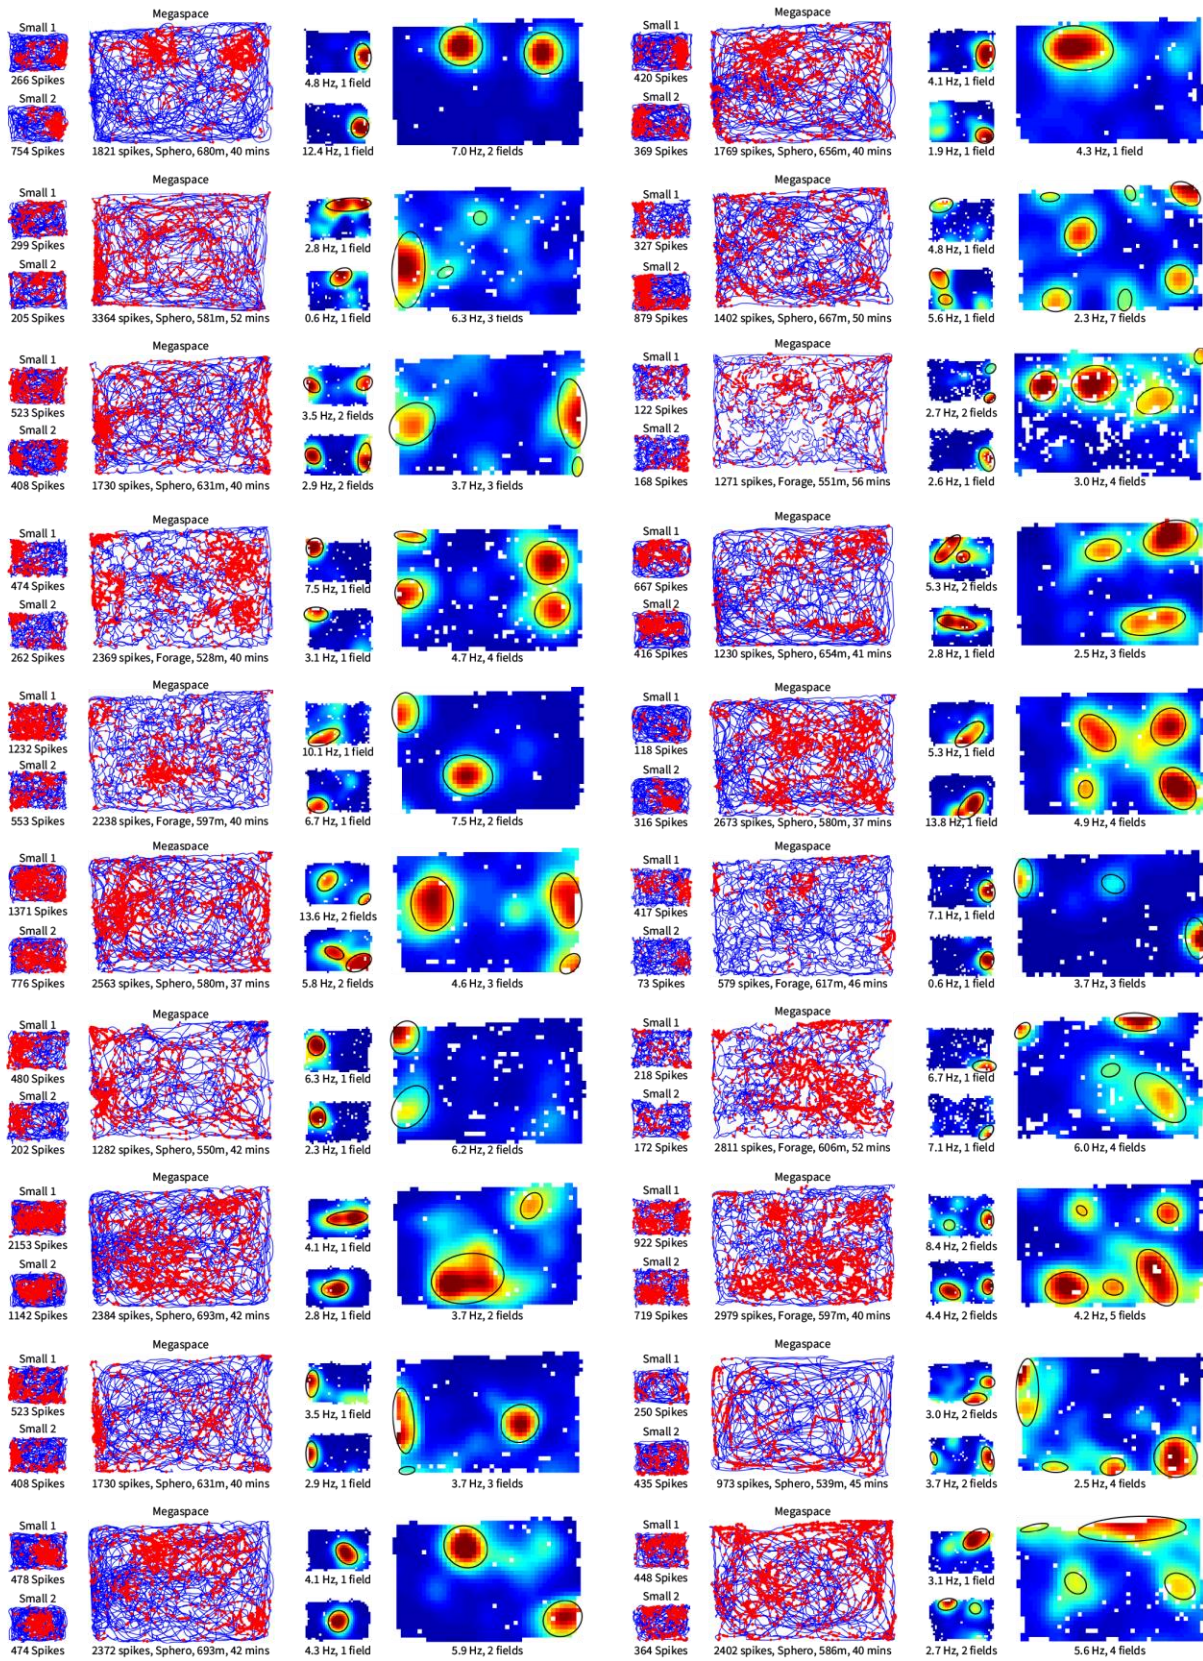 Megaspace
Small 1
266 Spikes
Small 2
754 Spikes
1821 spikes, Sphero, 680m, 40 mins
4.8 Hz, 1 field
12.4 Hz, 1 field
7.0 Hz, 2 fields
Megaspace
Small 1
420 Spikes
Small 2
369 Spikes
1769 spikes, Sphero, 656m, 40 mins
4.1 Hz, 1 field
1.9 Hz, 1 field
4.3 Hz, 1 field
Megaspace
Small 1
299 Spikes
Small 2
205 Spikes
3364 spikes, Sphero, 581m, 52 mins
2.8 Hz, 1 field
0.6 Hz, 1 field
6.3 Hz, 3 fields
Megaspace
Small 1
327 Spikes
Small 2
879 Spikes
1402 spikes, Sphero, 667m, 50 mins
4.8 Hz, 1 field
5.6 Hz, 1 field
2.3 Hz, 7 fields
Megaspace
Small 1
523 Spikes
Small 2
408 Spikes
1730 spikes, Sphero, 631m, 40 mins
3.5 Hz, 2 fields
2.9 Hz, 2 fields
3.7 Hz, 3 fields
Megaspace
Small 1
122 Spikes
Small 2
168 Spikes
1271 spikes, Forage, 551m, 56 mins
2.7 Hz, 2 fields
2.6 Hz, 1 field
3.0 Hz, 4 fields
Megaspace
Small 1
474 Spikes
Small 2
262 Spikes
2369 spikes, Forage, 528m, 40 mins
7.5 Hz, 1 field
3.1 Hz, 1 field
4.7 Hz, 4 fields
Megaspace
Small 1
667 Spikes
Small 2
416 Spikes
1230 spikes, Sphero, 654m, 41 mins
5.3 Hz, 2 fields
2.8 Hz, 1 field
2.5 Hz, 3 fields
Megaspace
Small 1
1232 Spikes
Small 2
553 Spikes
2238 spikes, Forage, 597m, 40 mins
10.1 Hz, 1 field
6.7 Hz, 1 field
7.5 Hz, 2 fields
Megaspace
Small 1
118 Spikes
Small 2
316 Spikes
2673 spikes, Sphero, 580m, 37 mins
5.3 Hz, 1 field
13.8 Hz, 1 field
4.9 Hz, 4 fields
Megaspace
Small 1
1371 Spikes
Small 2
776 Spikes
2563 spikes, Sphero, 580m, 37 mins
13.6 Hz, 2 fields
5.8 Hz, 2 fields
4.6 Hz, 3 fields
Megaspace
Small 1
417 Spikes
Small 2
73 Spikes
579 spikes, Forage, 617m, 46 mins
7.1 Hz, 1 field
0.6 Hz, 1 field
3.7 Hz, 3 fields
Megaspace
Small 1
480 Spikes
Small 2
202 Spikes
1282 spikes, Sphero, 550m, 42 mins
6.3 Hz, 1 field
2.3 Hz, 1 field
6.2 Hz, 2 fields
Megaspace
Small 1
218 Spikes
Small 2
172 Spikes
2811 spikes, Forage, 606m, 52 mins
6.7 Hz, 1 field
7.1 Hz, 1 field
6.0 Hz, 4 fields
Megaspace
Small 1
2153 Spikes
Small 2
1142 Spikes
2384 spikes, Sphero, 693m, 42 mins
4.1 Hz, 1 field
2.8 Hz, 1 field
3.7 Hz, 2 fields
Megaspace
Small 1
922 Spikes
Small 2
719 Spikes
2979 spikes, Forage, 597m, 40 mins
8.4 Hz, 2 fields
4.4 Hz, 2 fields
4.2 Hz, 5 fields
Megaspace
Small 1
523 Spikes
Small 2
408 Spikes
1730 spikes, Sphero, 631m, 40 mins
3.5 Hz, 1 field
2.9 Hz, 1 field
3.7 Hz, 3 fields
Megaspace
Small 1
250 Spikes
Small 2
435 Spikes
973 spikes, Sphero, 539m, 45 mins
3.0 Hz, 2 fields
3.7 Hz, 2 fields
2.5 Hz, 4 fields
Megaspace
Small 1
478 Spikes
Small 2
474 Spikes
2372 spikes, Sphero, 693m, 42 mins
4.1 Hz, 1 field
4.3 Hz, 1 field
5.9 Hz, 2 fields
Megaspace
Small 1
448 Spikes
Small 2
364 Spikes
2402 spikes, Sphero, 586m, 40 mins
3.1 Hz, 1 field
2.7 Hz, 2 fields
5.6 Hz, 4 fields